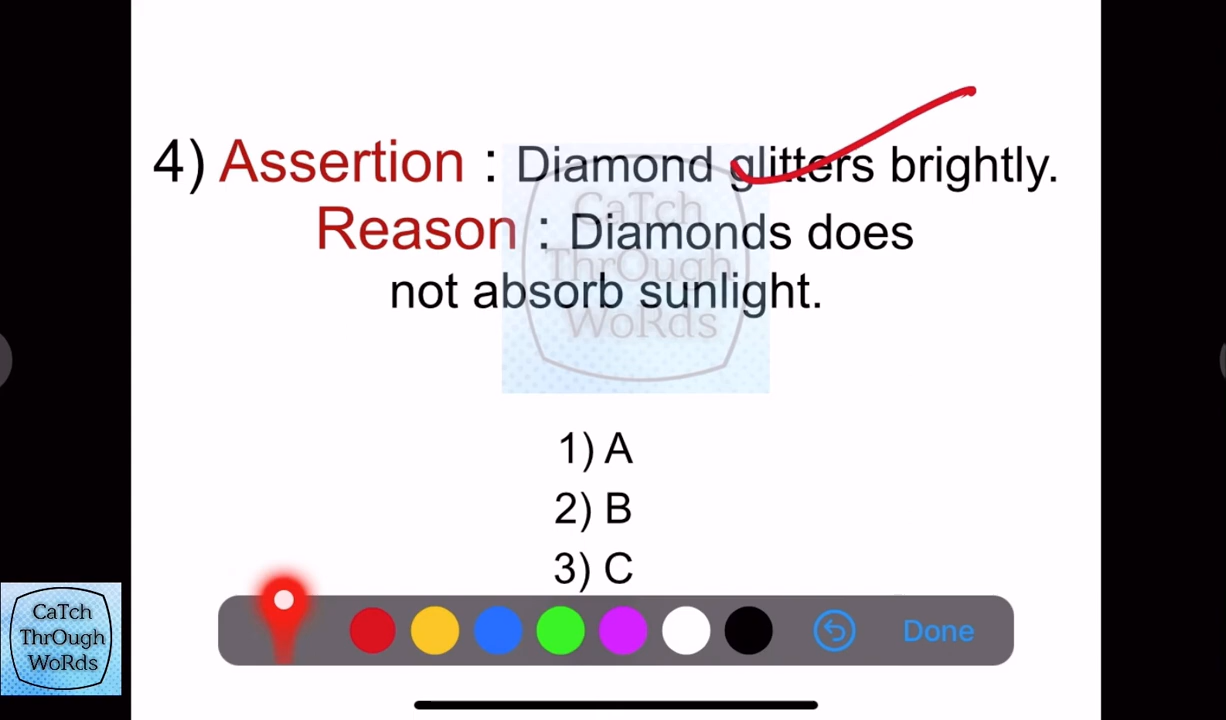 4) Assertion : Diamond glitters brightly.
Reason : Diamonds does
not absorb sunlight.
CaTch
ThrOugh
WoRds
1) A
2) B
3) C
Done
CaTch
ThrOugh
WoRds